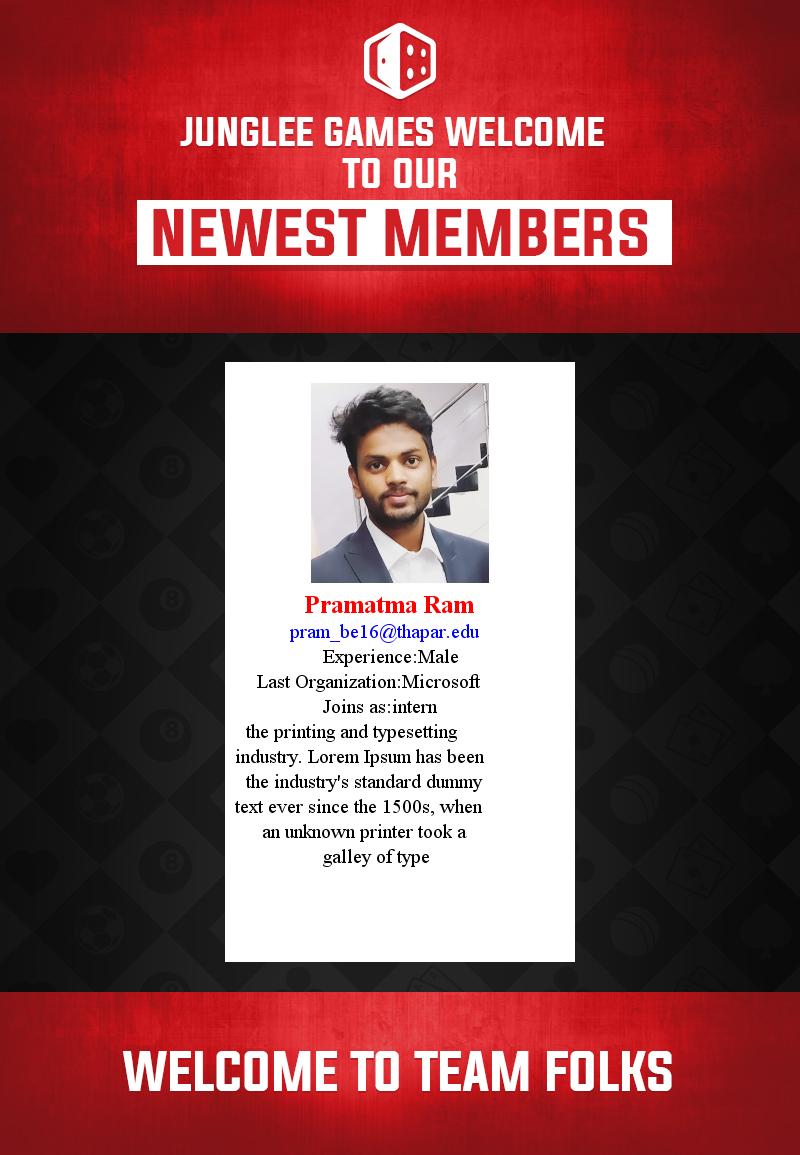 JUNGLEE GAMES WELCOME
TO OUR
NEWEST MEMBERS
Pramatma Ram
pram_be16@thapar.edu
Experience:Male
Last Organization:Microsoft
Joins as:intern
the printing and typesetting
industry. Lorem Ipsum has been
the industry's standard dummy
text ever since the 1500s, when
an unknown printer took a
galley of type
WELCOME TO TEAM FOLKS